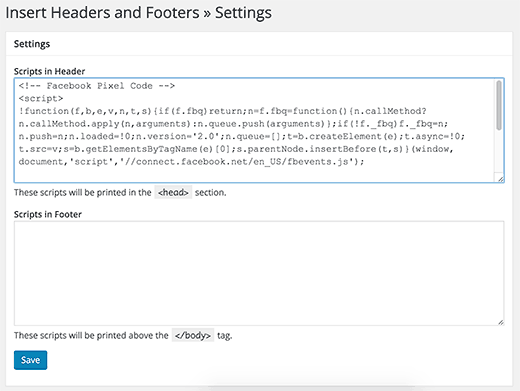 Insert Headers and Footers » Settings
Settings
Scripts in Header
<!-- Facebook Pixel Code -->
<script>
!function(f,b,e,v,n,t,s){if(f.fbq)return;n=f.fbq=function(){n.callMethod?
n.callMethod.apply(n,arguments):n.queue.push(arguments)};if(!f._fbq)f._fbq=n;
n.push=n;n.loaded=!0;n.version='2.0';n.queue=[];t=b.createElement(e);t.async=!0;
t.src=v;s=b.getElementsByTagName(e)[0];s.parentNode.insertBefore(t,s)}(window,
document,'script','//connect.facebook.net/en_US/fbevents.js');
These scripts will be printed in the <head> section.
Scripts in Footer
These scripts will be printed above the </body> tag.
Save